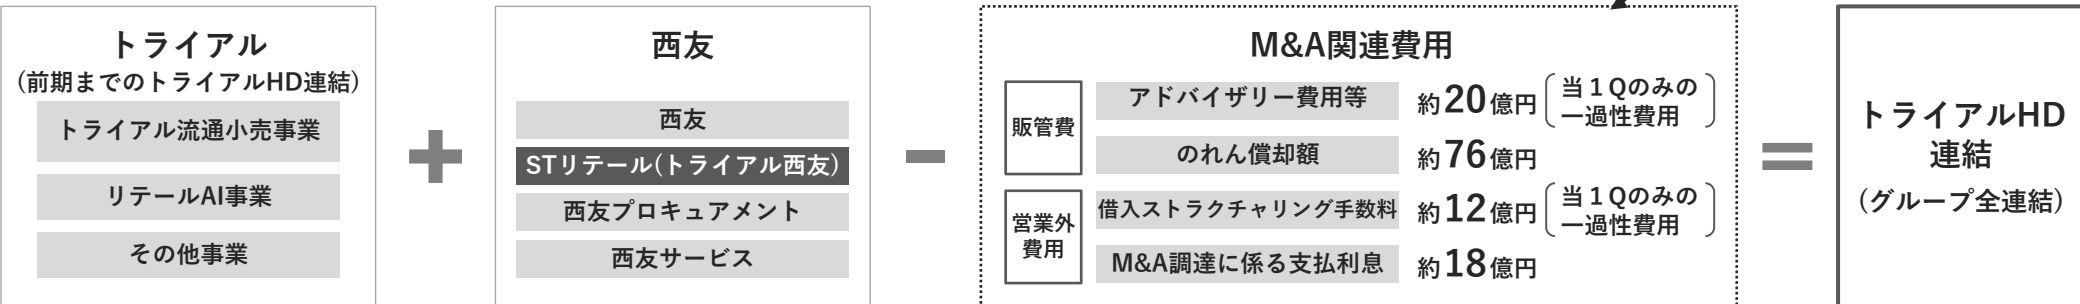 トライアル
(前期までのトライアルHD連結)
トライアル流通小売事業
リテールAI事業
その他事業
+
西友
西友
STリテール(トライアル西友)
西友プロキュアメント
西友サービス
−
M&A関連費用
販管費
アドバイザリー費用等 約20億円
当1Qのみの
一過性費用
のれん償却額 約76億円
営業外
費用
借入ストラクチャリング手数料 約12億円
当1Qのみの
一過性費用
M&A調達に係る支払利息 約18億円
=
トライアルHD
連結
(グループ全連結)